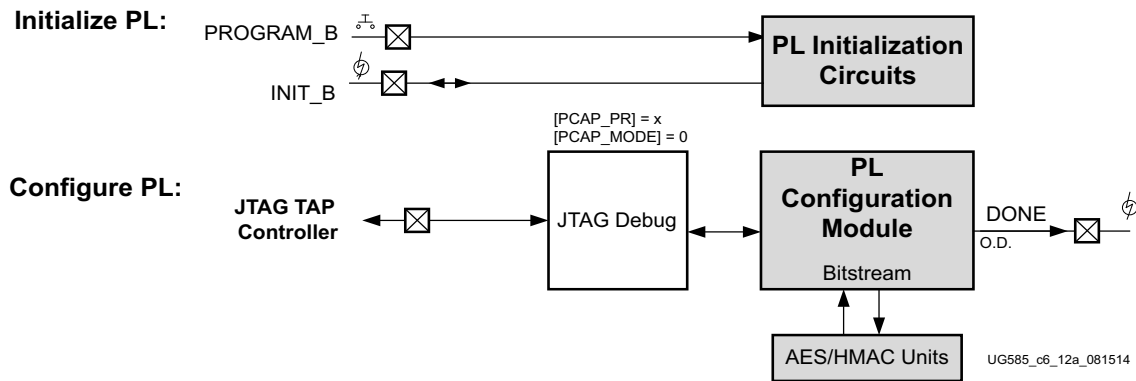 Initialize PL:
PROGRAM_B
INIT_B
PL Initialization
Circuits
[PCAP_PR] = x
[PCAP_MODE] = 0
Configure PL:
JTAG TAP
Controller
JTAG Debug
PL
Configuration
Module
Bitstream
DONE
O.D.
AES/HMAC Units
UG585_c6_12a_081514